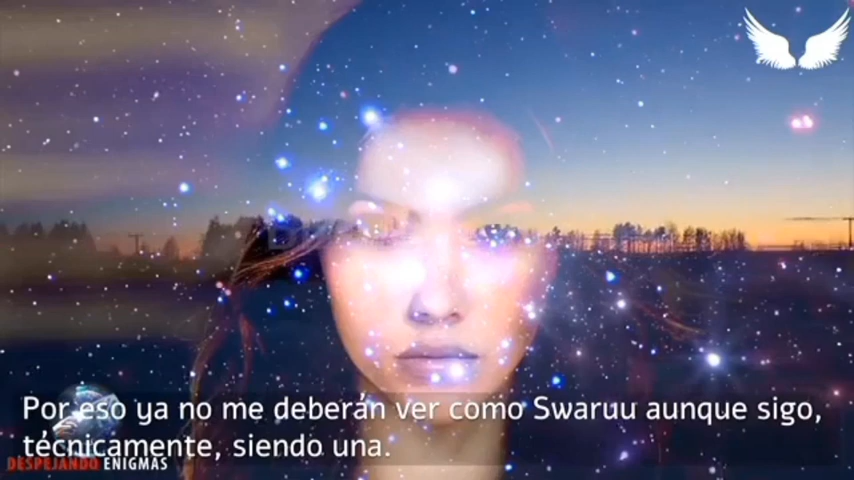 Por eso ya no me deberán ver como Swaruu aunque sigo,
técnicamente, siendo una.
DESPEJANDO ENIGMAS